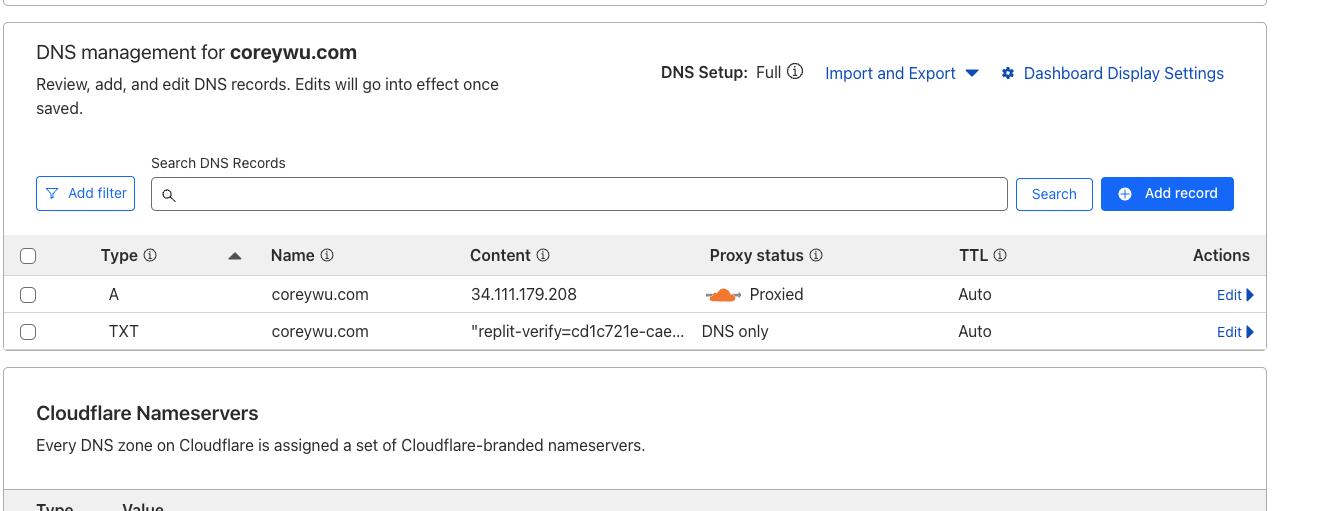 DNS management for coreywu.com
Review, add, and edit DNS records. Edits will go into effect once
saved.
DNS Setup: Full
Import and Export
Dashboard Display Settings
Search DNS Records
Add filter
Search
Add record
Type Name Content Proxy status TTL Actions
A coreywu.com 34.111.179.208 Proxied Auto Edit
TXT coreywu.com "replit-verify=cd1c721e-cae... DNS only Auto Edit
Cloudflare Nameservers
Every DNS zone on Cloudflare is assigned a set of Cloudflare-branded nameservers.
Type Value